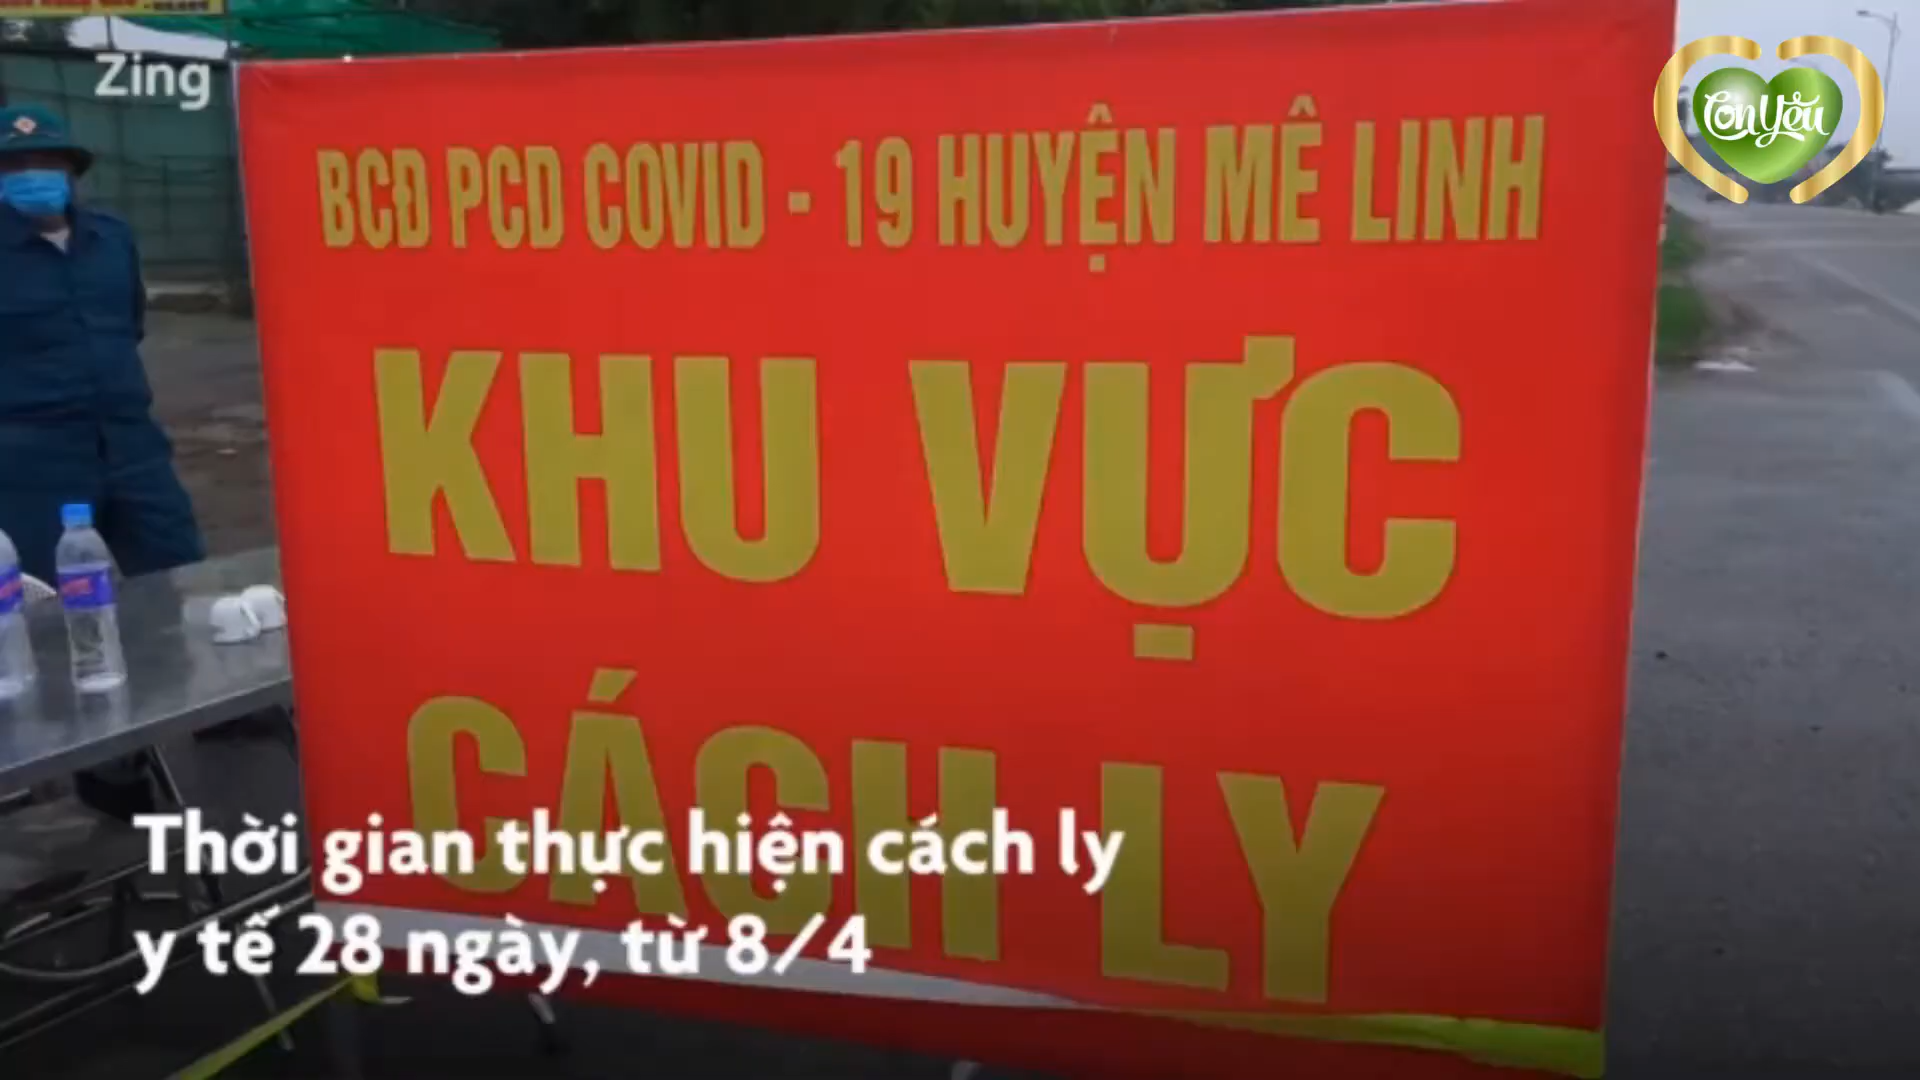 Zing
Con Yêu
BCĐ PCD COVID - 19 HUYỆN MÊ LINH
KHU VỰC
CÁCH LY
Thời gian thực hiện cách ly
y tế 28 ngày, từ 8/4